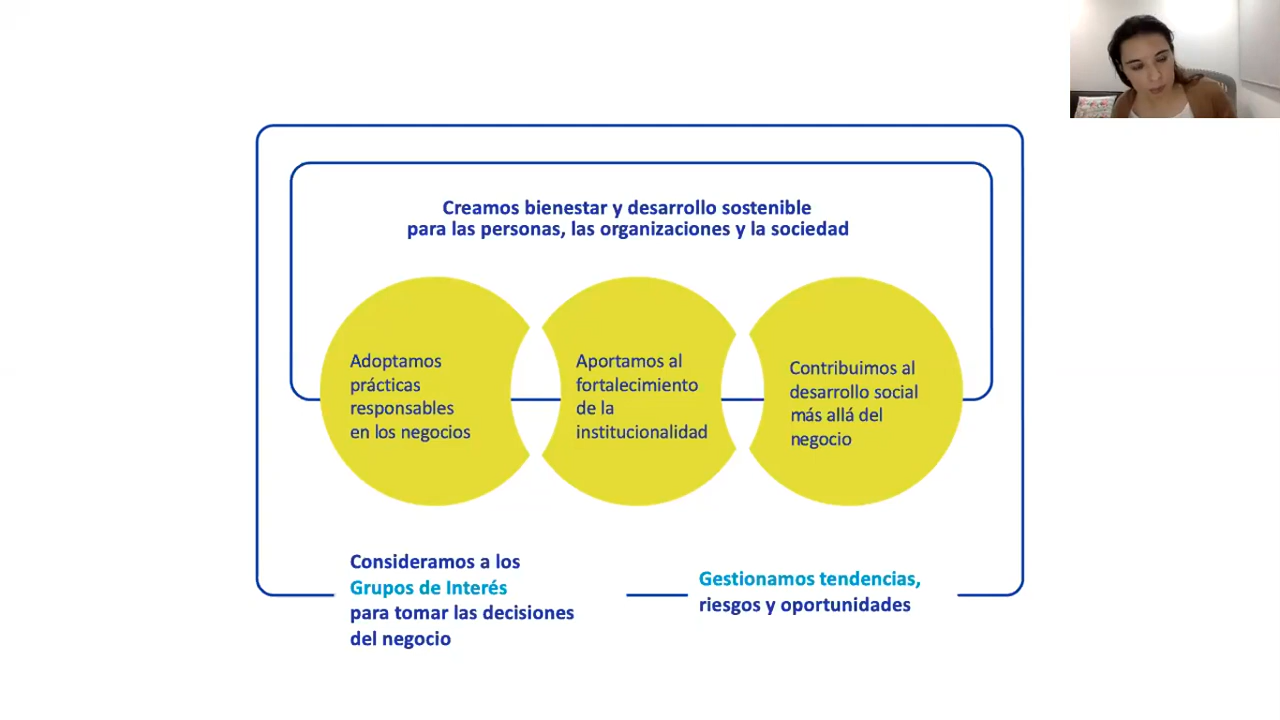 Creamos bienestar y desarrollo sostenible
para las personas, las organizaciones y la sociedad
Adoptamos
prácticas
responsables
en los negocios
Aportamos al
fortalecimiento
de la
institucionalidad
Contribuimos al
desarrollo social
más allá del
negocio
Consideramos a los
Grupos de Interés
para tomar las decisiones
del negocio
Gestionamos tendencias,
riesgos y oportunidades